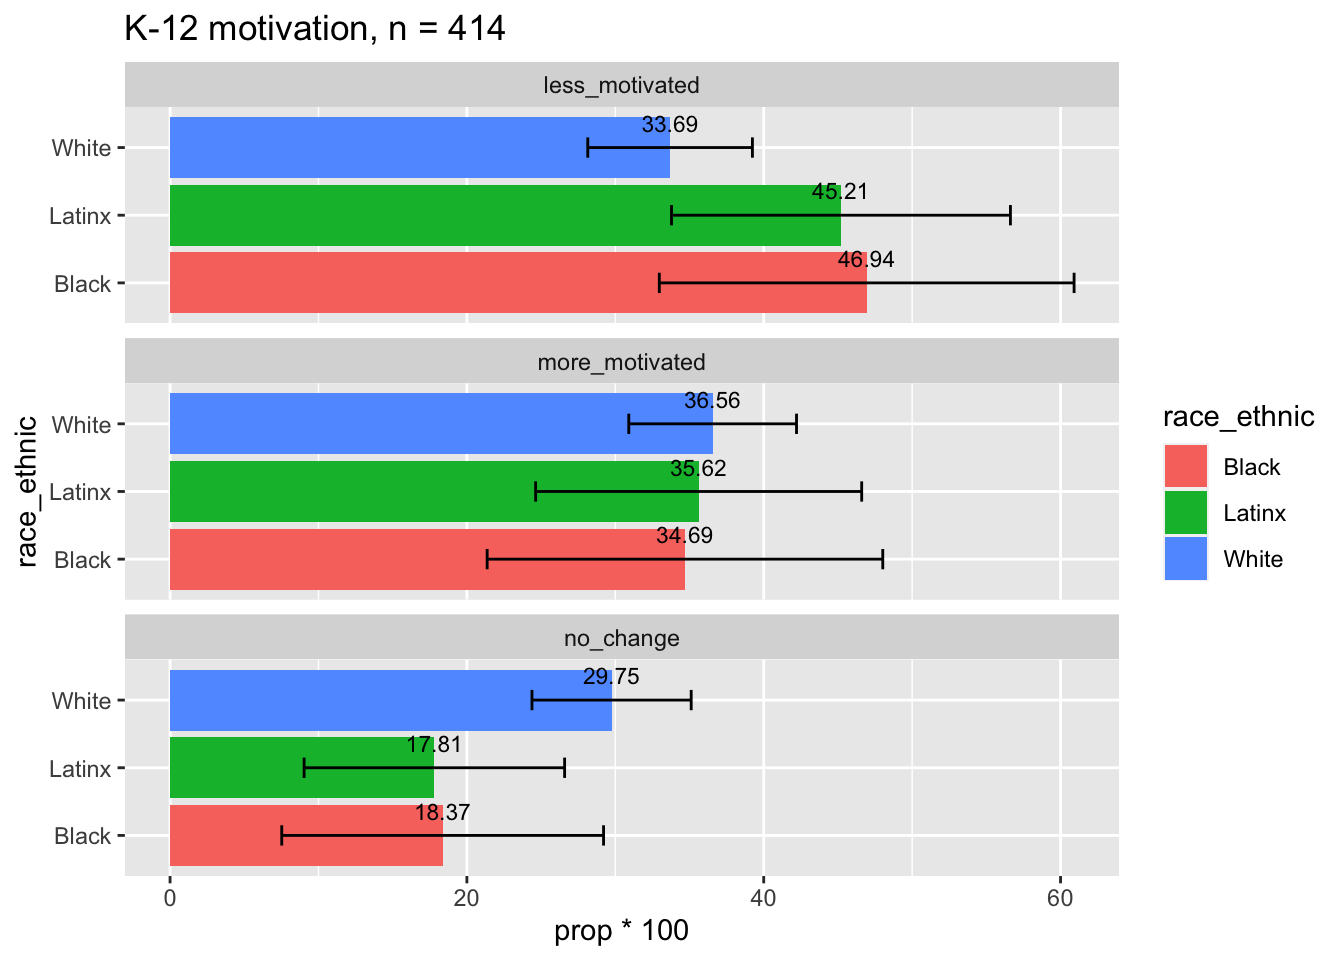 K-12 motivation, n = 414
less_motivated
White
33.69
Latinx
45.21
Black
46.94
more_motivated
White
36.56
Latinx
35.62
Black
34.69
no_change
White
29.75
Latinx
17.81
Black
18.37
0 20 40 60
prop * 100
race_ethnic
race_ethnic
Black
Latinx
White